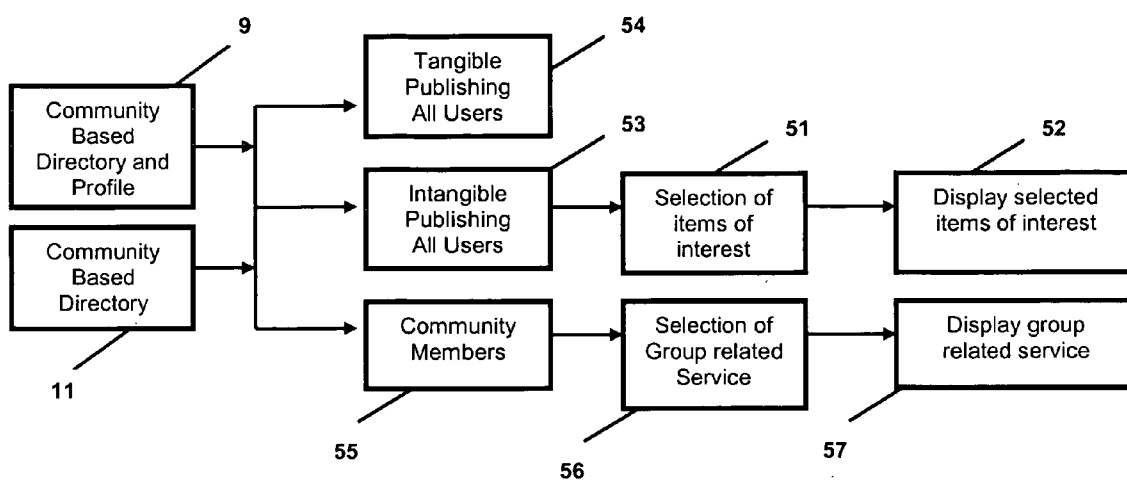 9
54
Tangible
Publishing
All Users
Community
Based
Directory and
Profile
53
51
52
Intangible
Publishing
All Users
Selection of
items of
interest
Display selected
items of interest
Community
Based
Directory
11
Community
Members
Selection of
Group related
Service
Display group
related service
55
56
57